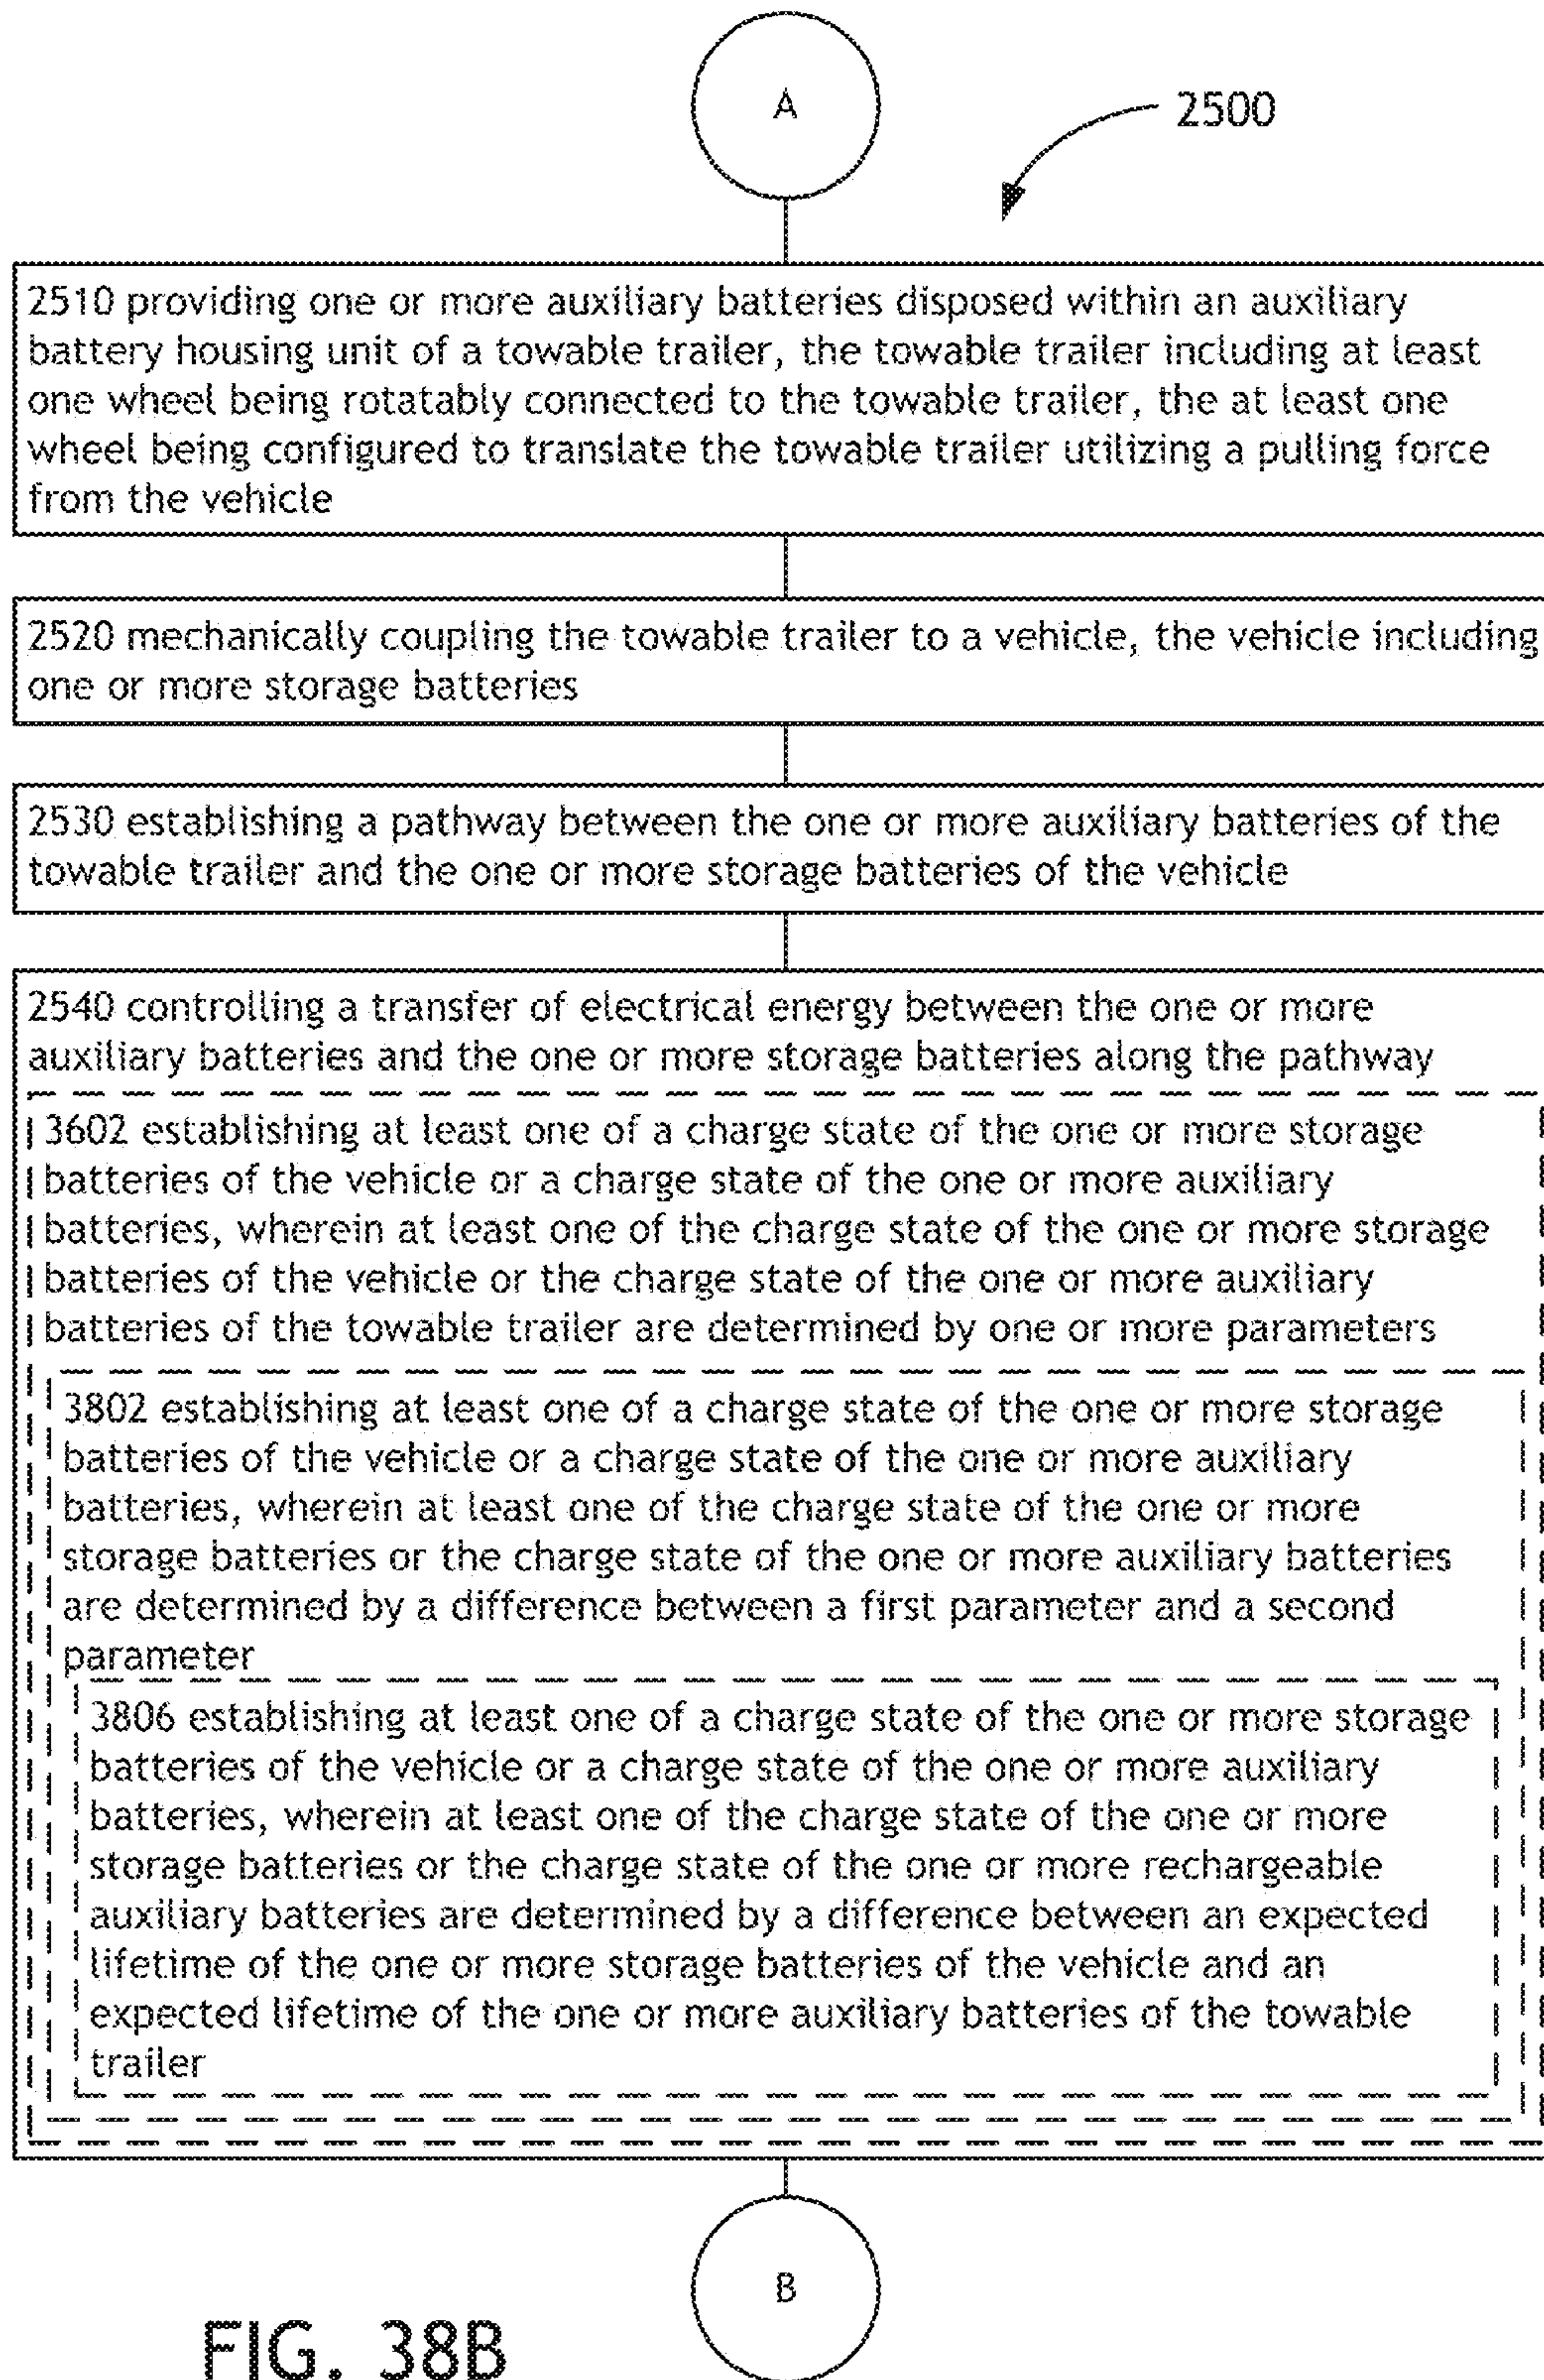 A
2500
2510 providing one or more auxiliary batteries disposed within an auxiliary
battery housing unit of a towable trailer, the towable trailer including at least
one wheel being rotatably connected to the towable trailer, the at least one
wheel being configured to translate the towable trailer utilizing a pulling force
from the vehicle
2520 mechanically coupling the towable trailer to a vehicle, the vehicle including
one or more storage batteries
2530 establishing a pathway between the one or more auxiliary batteries of the
towable trailer and the one or more storage batteries of the vehicle
2540 controlling a transfer of electrical energy between the one or more
auxiliary batteries and the one or more storage batteries along the pathway
3602 establishing at least one of a charge state of the one or more storage
batteries of the vehicle or a charge state of the one or more auxiliary
batteries, wherein at least one of the charge state of the one or more storage
batteries of the vehicle or the charge state of the one or more auxiliary
batteries of the towable trailer are determined by one or more parameters
3802 establishing at least one of a charge state of the one or more storage
batteries of the vehicle or a charge state of the one or more auxiliary
batteries, wherein at least one of the charge state of the one or more
storage batteries or the charge state of the one or more auxiliary batteries
are determined by a difference between a first parameter and a second
parameter
3806 establishing at least one of a charge state of the one or more storage
batteries of the vehicle or a charge state of the one or more auxiliary
batteries, wherein at least one of the charge state of the one or more
storage batteries or the charge state of the one or more rechargeable
auxiliary batteries are determined by a difference between an expected
lifetime of the one or more storage batteries of the vehicle and an
expected lifetime of the one or more auxiliary batteries of the towable
trailer
B
FIG. 38B